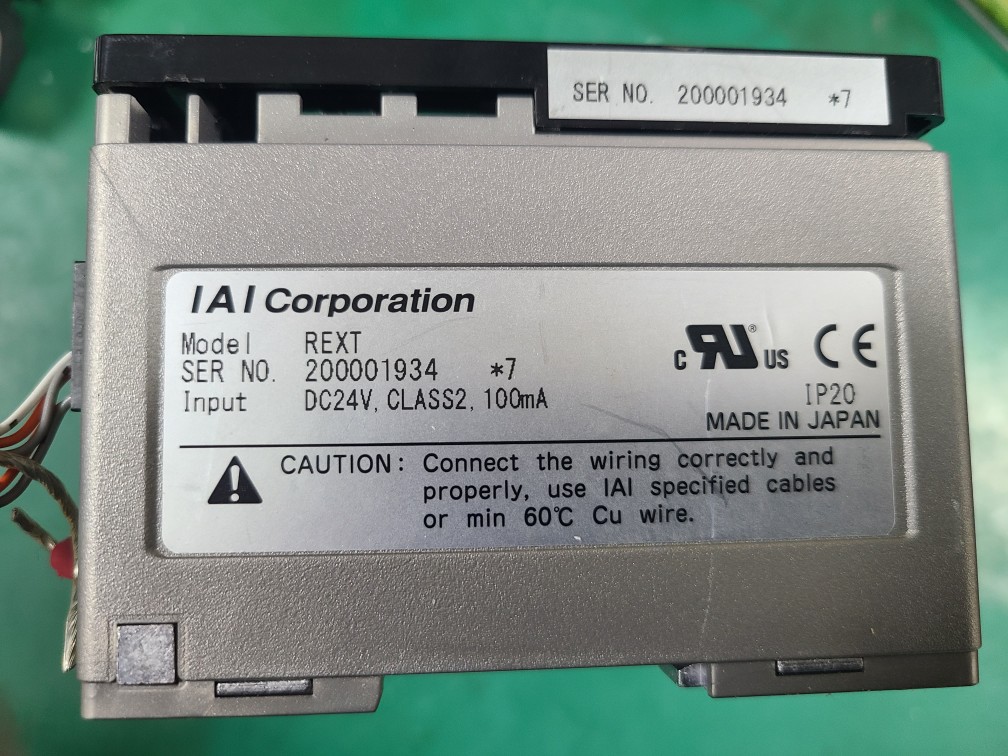 SER NO. 200001934 *7
IAI Corporation
Model REXT
SER NO. 200001934 *7
Input DC24V, CLASS2, 100mA
c RU ® US CE
IP20
MADE IN JAPAN
CAUTION: Connect the wiring correctly and
properly, use IAI specified cables
or min 60℃ Cu wire.